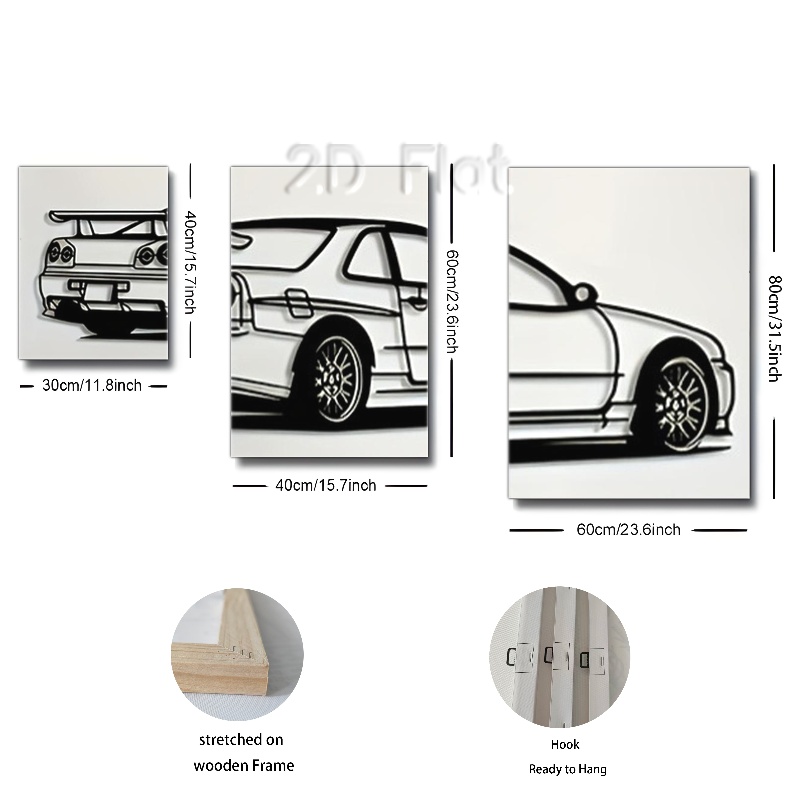 2D Flat
40cm/15.7inch
60cm/23.6inch
80cm/31.5inch
30cm/11.8inch
40cm/15.7inch
60cm/23.6inch
stretched on
wooden Frame
Hook
Ready to Hang